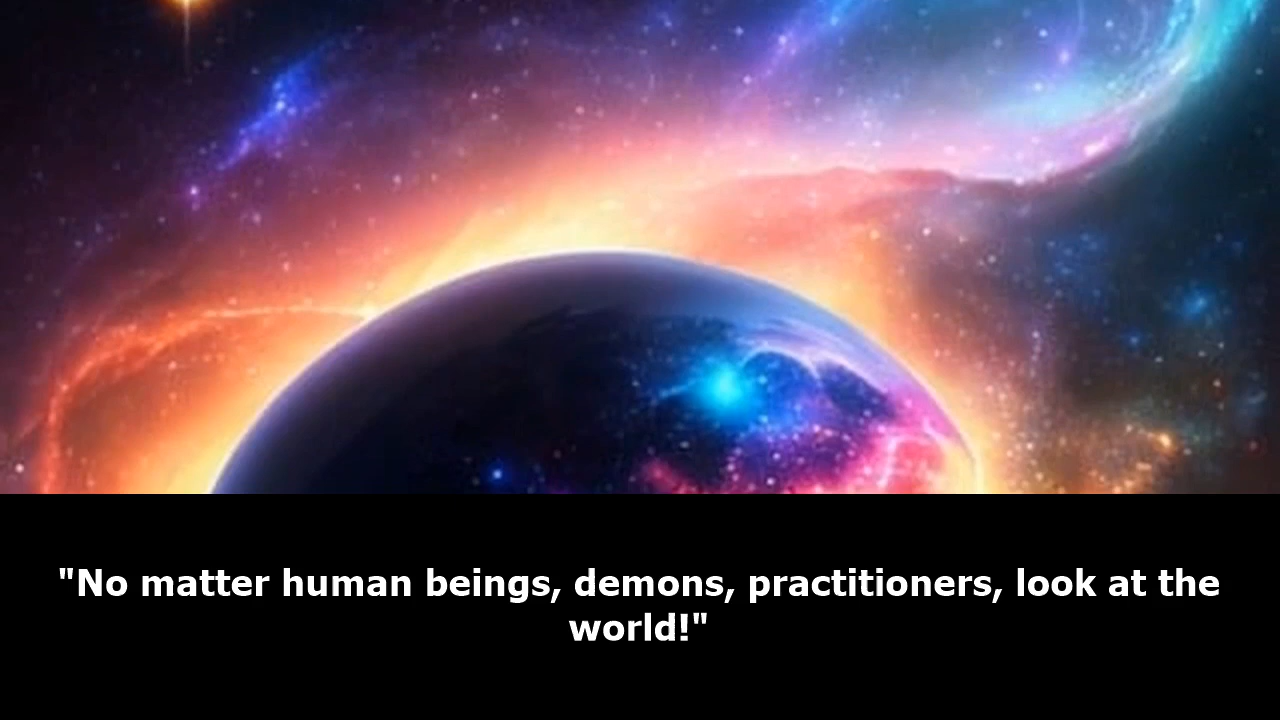 "No matter human beings, demons, practitioners, look at the
world!"